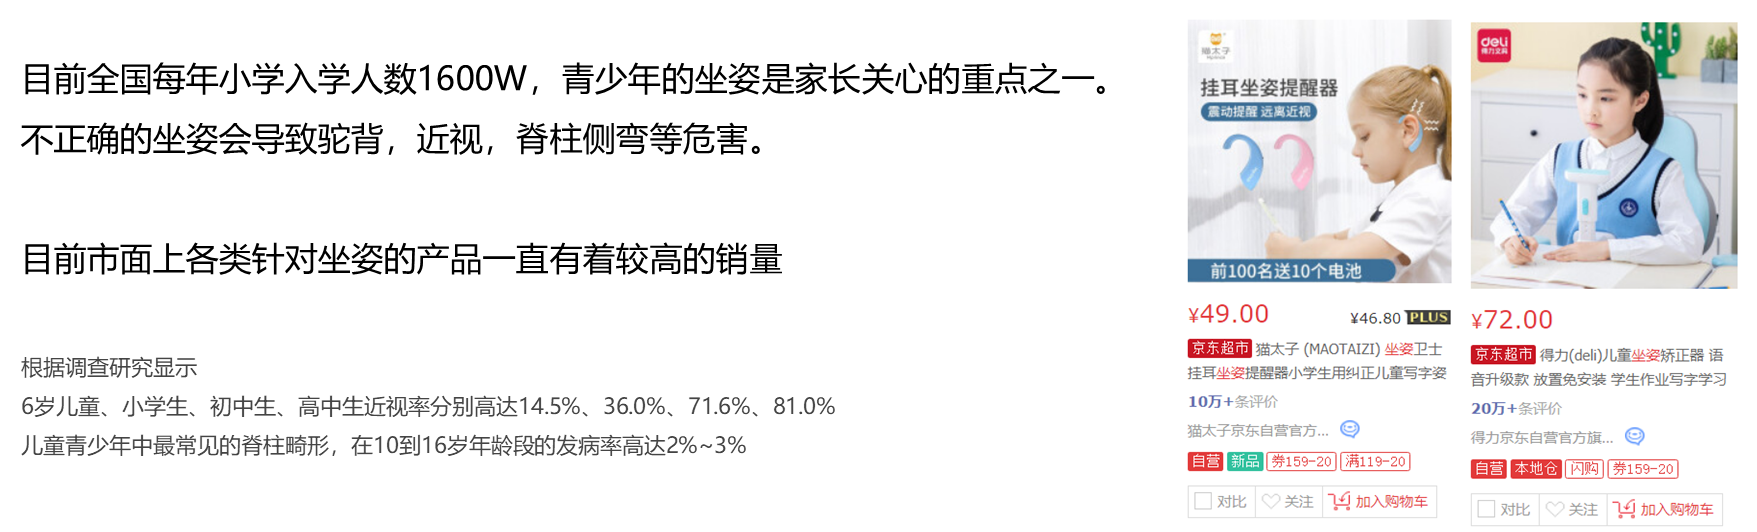 目前全国每年小学入学人数1600W，青少年的坐姿是家长关心的重点之一。
不正确的坐姿会导致驼背，近视，脊柱侧弯等危害。
目前市面上各类针对坐姿的产品一直有着较高的销量
根据调查研究显示
6岁儿童、小学生、初中生、高中生近视率分别高达14.5%、36.0%、71.6%、81.0%
儿童青少年中最常见的脊柱畸形，在10到16岁年龄段的发病率高达2%~3%
猫太子
挂耳坐姿提醒器
震动提醒 远离近视
前100名送10个电池
¥49.00
¥46.80 PLUS
京东超市 猫太子 (MAOTAIZI) 坐姿卫士
挂耳坐姿提醒器小学生用纠正儿童写字姿
10万+条评价
猫太子京东自营官方...
自营 新品 券159-20 满119-20
对比 关注 加入购物车
deli
得力文具
¥72.00
京东超市 得力(deli)儿童坐姿矫正器 语
音升级款 放置免安装 学生作业写字学习
20万+条评价
得力京东自营官方旗...
自营 本地仓 闪购 券159-20
对比 关注 加入购物车